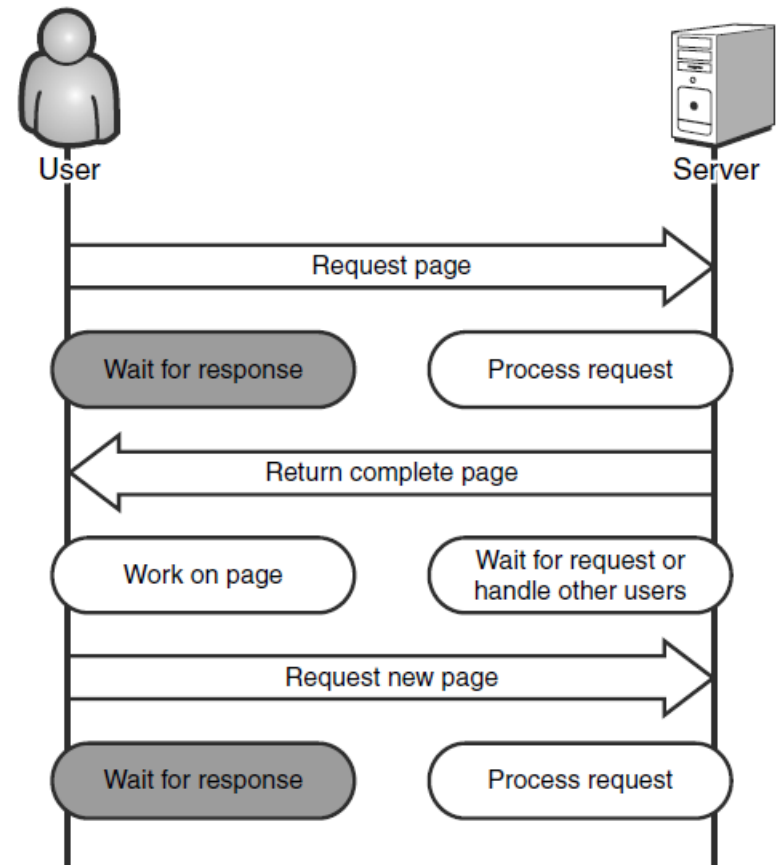 User
Server
Request page
Wait for response
Process request
Return complete page
Work on page
Wait for request or
handle other users
Request new page
Wait for response
Process request